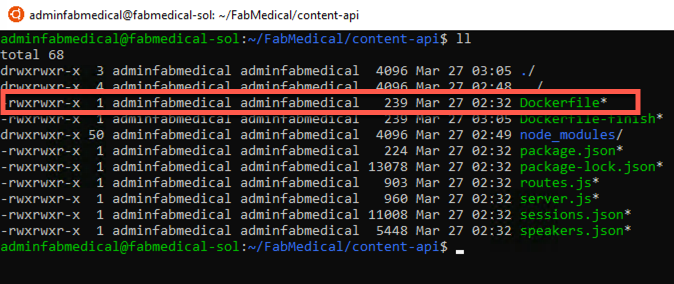 adminfabmedical@fabmedical-sol: ~/FabMedical/content-api
adminfabmedical@fabmedical-sol:~/FabMedical/content-api$ ll
total 68
drwxrwxr-x 3 adminfabmedical adminfabmedical 4096 Mar 27 03:05 ./
drwxrwxr-x 4 adminfabmedical adminfabmedical 4096 Mar 27 02:48 ../
-rwxrwxr-x 1 adminfabmedical adminfabmedical 239 Mar 27 02:32 Dockerfile*
-rwxrwxr-x 1 adminfabmedical adminfabmedical 239 Mar 27 03:05 Dockerfile-finish*
drwxrwxr-x 50 adminfabmedical adminfabmedical 4096 Mar 27 02:49 node_modules/
-rwxrwxr-x 1 adminfabmedical adminfabmedical 224 Mar 27 02:32 package.json*
-rwxrwxr-x 1 adminfabmedical adminfabmedical 13078 Mar 27 02:32 package-lock.json*
-rwxrwxr-x 1 adminfabmedical adminfabmedical 903 Mar 27 02:32 routes.js*
-rwxrwxr-x 1 adminfabmedical adminfabmedical 960 Mar 27 02:32 server.js*
-rwxrwxr-x 1 adminfabmedical adminfabmedical 11008 Mar 27 02:32 sessions.json*
-rwxrwxr-x 1 adminfabmedical adminfabmedical 5448 Mar 27 02:32 speakers.json*
adminfabmedical@fabmedical-sol:~/FabMedical/content-api$